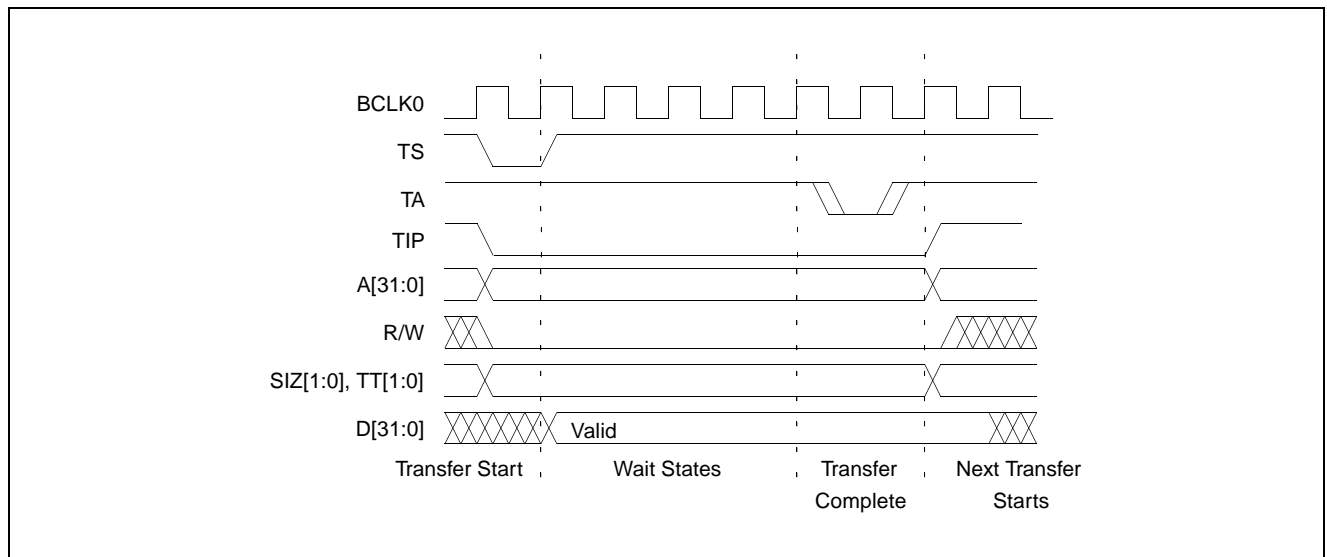 BCLK0
TS
TA
TIP
A[31:0]
R/W
SIZ[1:0], TT[1:0]
D[31:0]
Valid
Transfer Start
Wait States
Transfer
Complete
Next Transfer
Starts